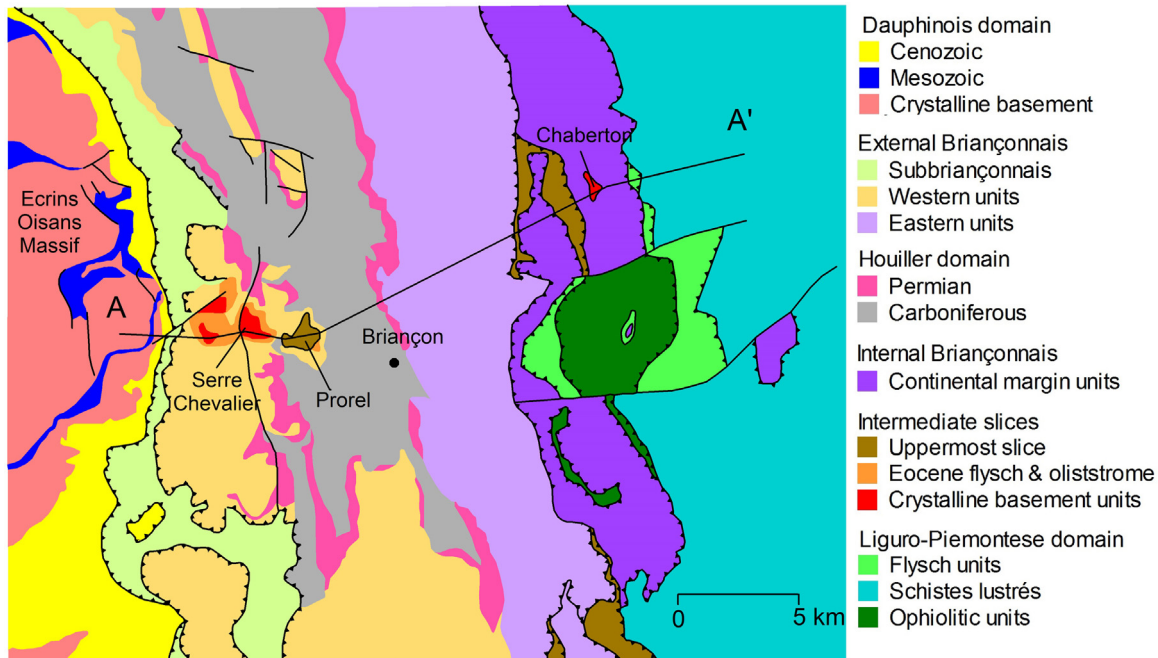 A'
Chaberton
Ecrins
Oisans
Massif
A
Briançon
Serre
Chevalier
Prorel
0 5 km
Dauphinois domain
Cenozoic
Mesozoic
Crystalline basement
External Briançonnais
Subbriançonnais
Western units
Eastern units
Houiller domain
Permian
Carboniferous
Internal Briançonnais
Continental margin units
Intermediate slices
Uppermost slice
Eocene flysch & oliststrome
Crystalline basement units
Liguro-Piemontese domain
Flysch units
Schistes lustrés
Ophiolitic units